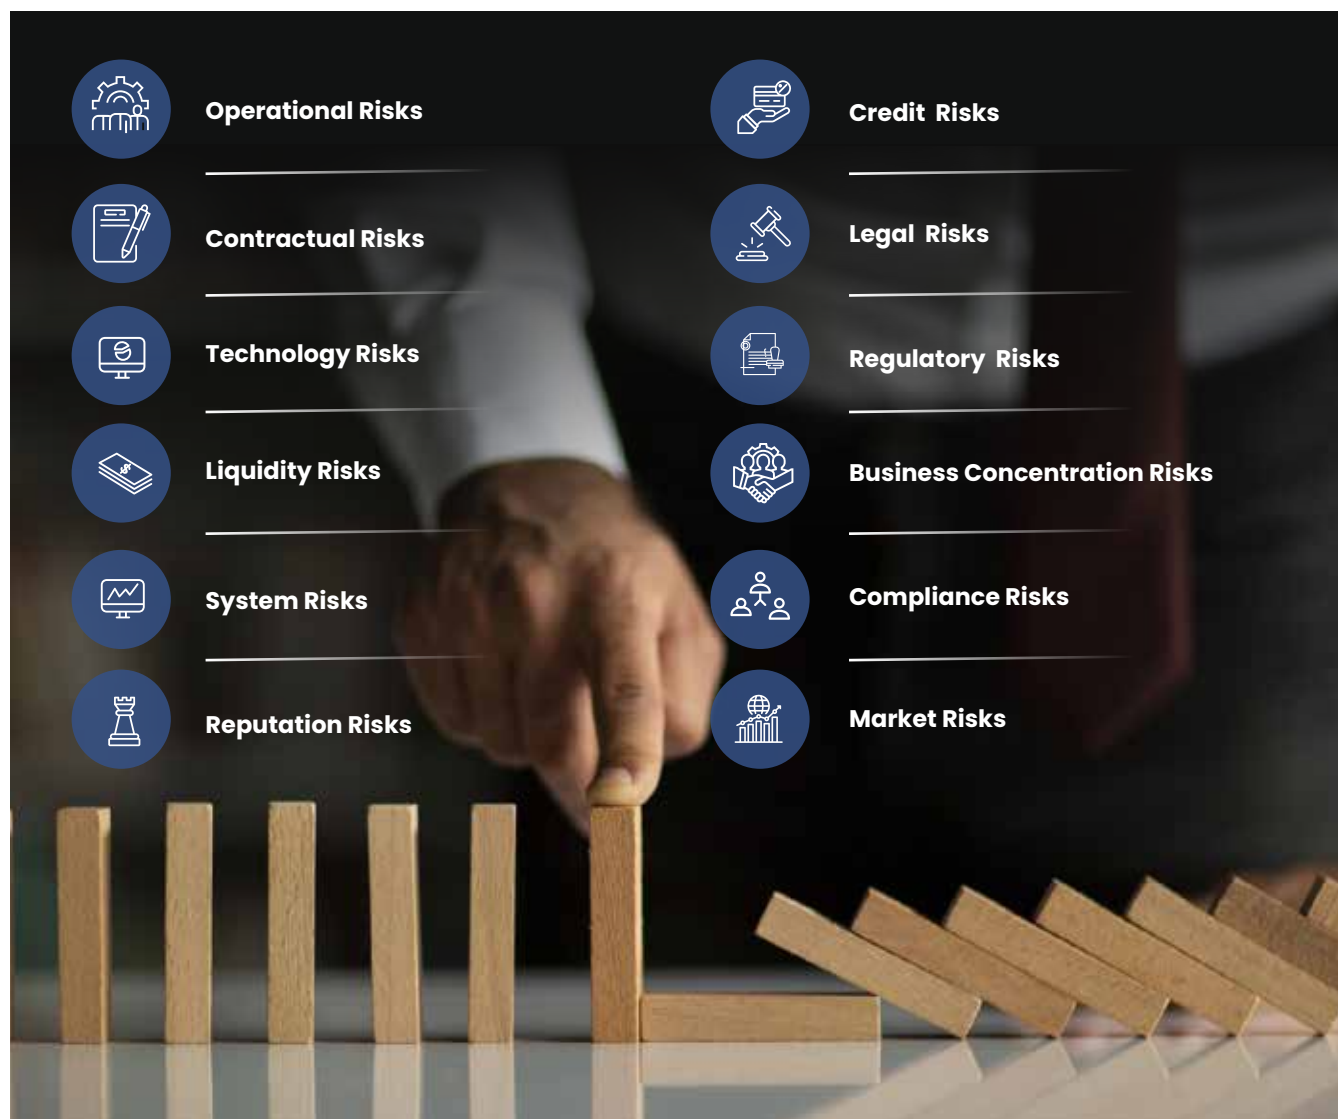 Operational Risks
Contractual Risks
Technology Risks
Liquidity Risks
System Risks
Reputation Risks
Credit Risks
Legal Risks
Regulatory Risks
Business Concentration Risks
Compliance Risks
Market Risks